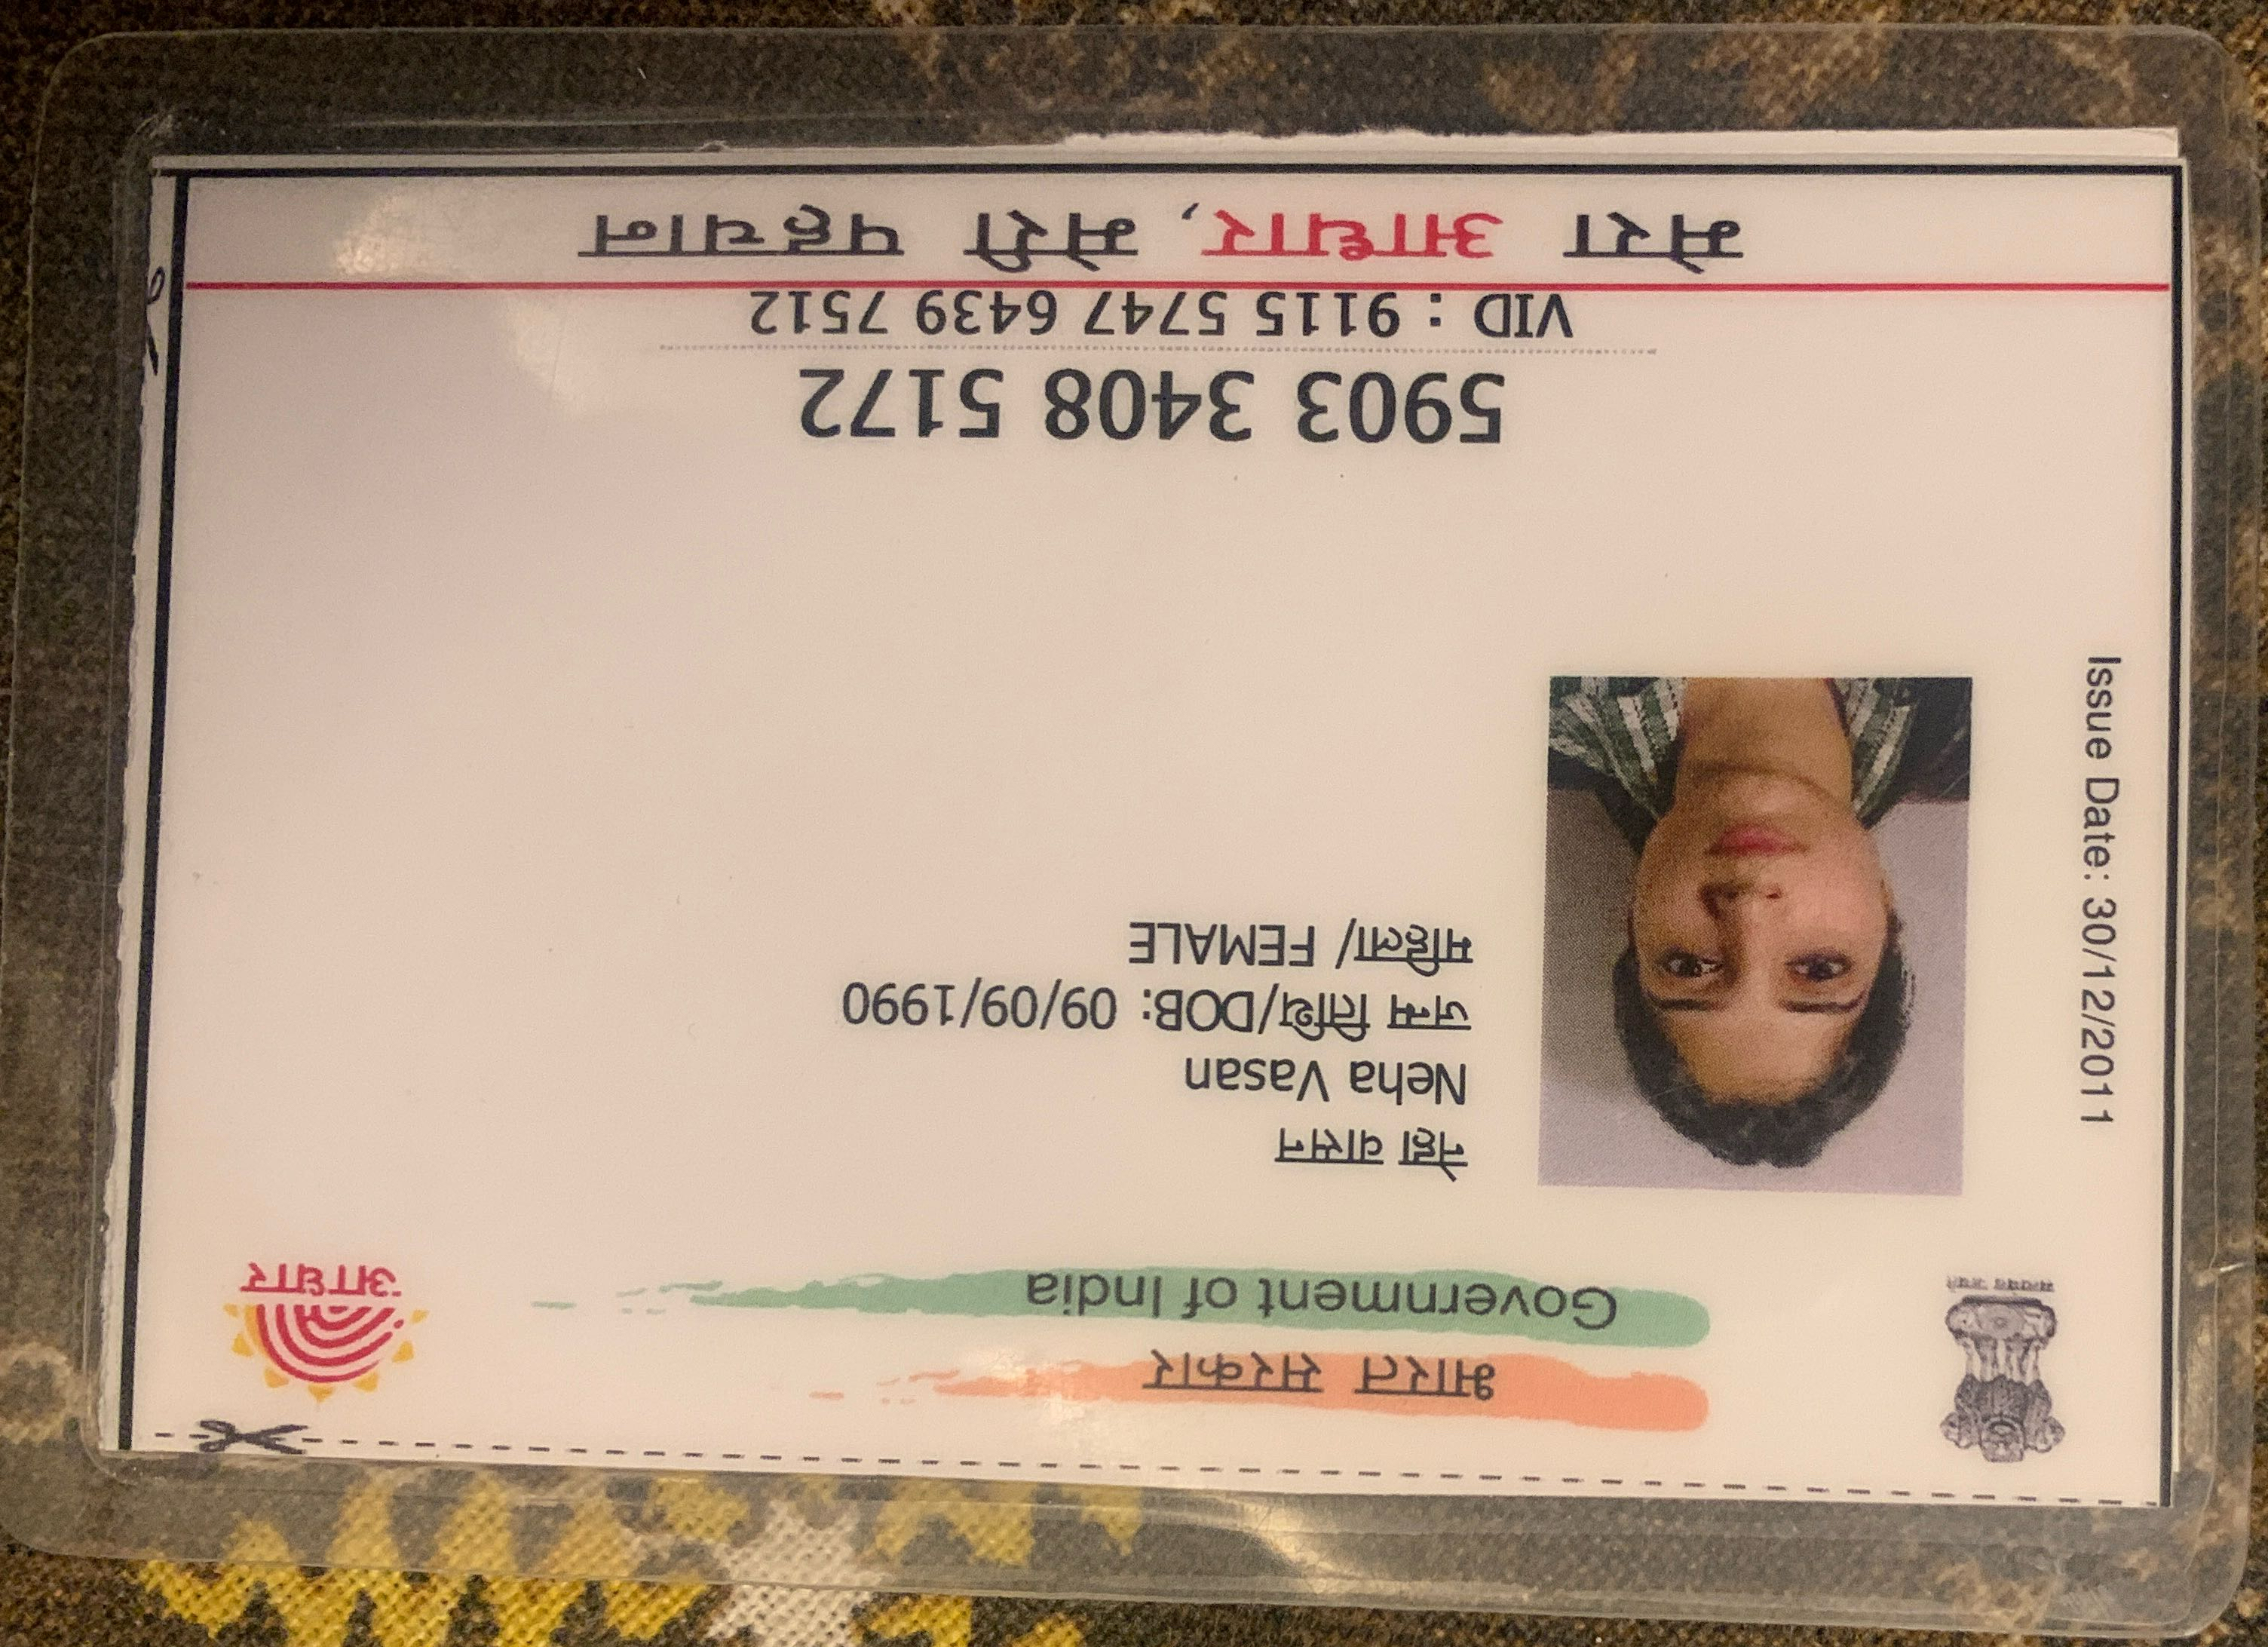 भारत सरकार
Government of India
आधार
Issue Date: 30/12/2011
नेहा वासन
Neha Vasan
जन्म तिथि/DOB: 09/09/1990
महिला/ FEMALE
5903 3408 5172
VID : 9115 5747 6439 7512
मेरा आधार, मेरी पहचान